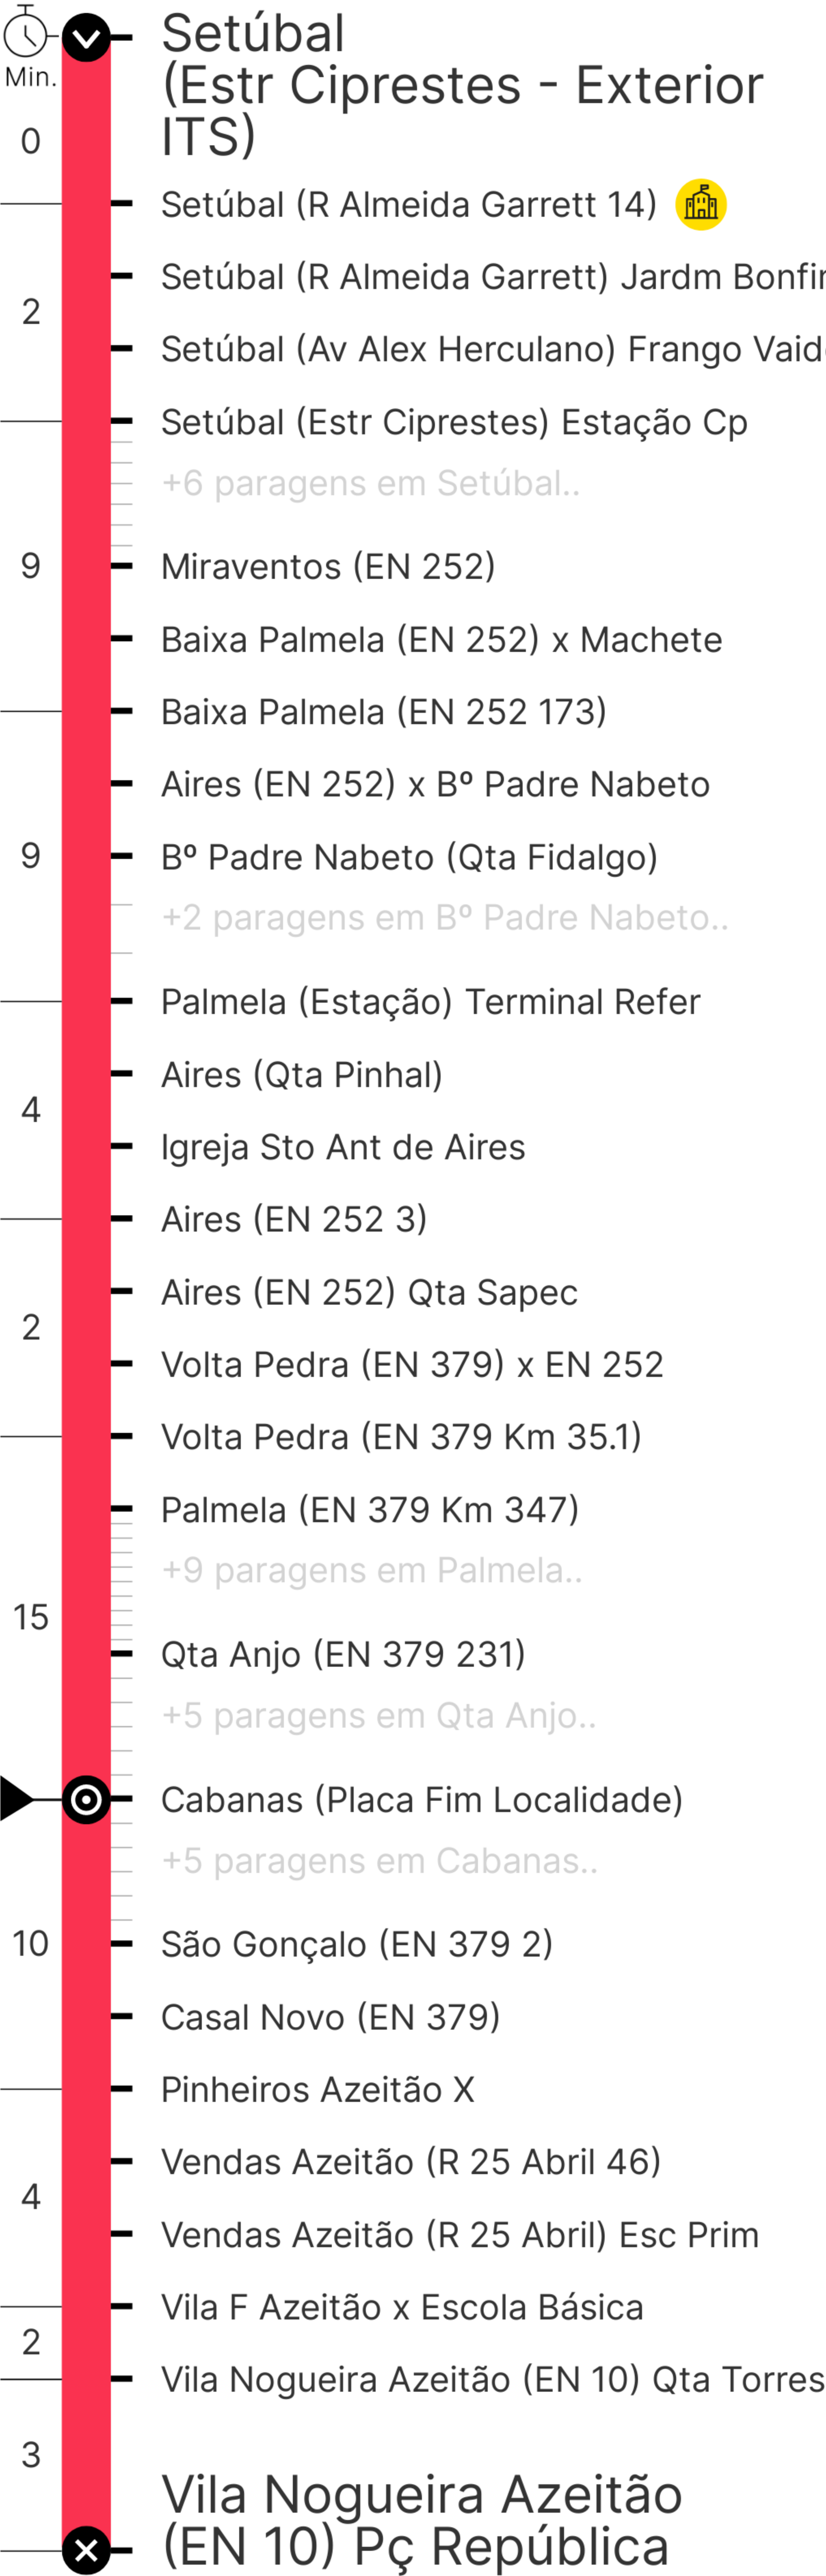 Setúbal
(Estr Ciprestes - Exterior
Min.
ITS)
0
Setúbal (R Almeida Garrett 14)
Setúbal (R Almeida Garrett) Jardm
2
Setúbal (Av Alex Herculano) Frango
Setúbal (Estr Ciprestes) Estação Cp
+6 paragens em Setúbal..
9
Miraventos (EN 252)
Baixa Palmela (EN 252) x Machete
Baixa Palmela (EN 252 173)
Aires (EN 252) x Bº Padre Nabeto
9
Bº Padre Nabeto (Qta Fidalgo)
+2 paragens em Bº Padre Nabeto..
Palmela (Estação) Terminal Refer
Aires (Qta Pinhal)
4
Igreja Sto Ant de Aires
Aires (EN 252 3)
Aires (EN 252) Qta Sapec
2
Volta Pedra (EN 379) x EN 252
Volta Pedra (EN 379 Km 35.1)
Palmela (EN 379 Km 347)
+9 paragens em Palmela..
15
Qta Anjo (EN 379 231)
+5 paragens em Qta Anjo..
Cabanas (Placa Fim Localidade)
+5 paragens em Cabanas..
10
São Gonçalo (EN 379 2)
Casal Novo (EN 379)
Pinheiros Azeitão X
Vendas Azeitão (R 25 Abril 46)
4
Vendas Azeitão (R 25 Abril) Esc Prim
Vila F Azeitão x Escola Básica
2
Vila Nogueira Azeitão (EN 10) Qta Torres
3
Vila Nogueira Azeitão
(EN 10) Pç República